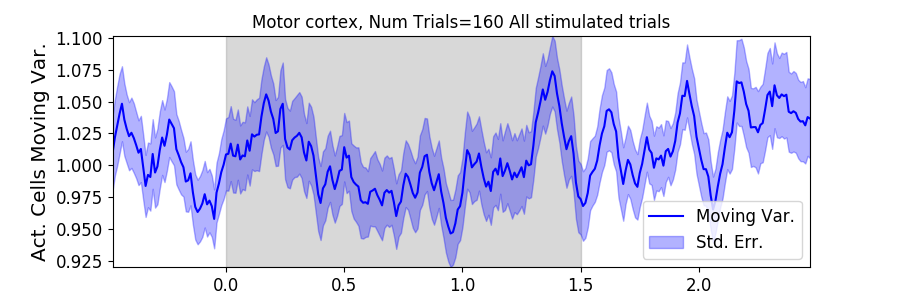 Motor cortex, Num Trials=160 All stimulated trials
Act. Cells Moving Var.
1.100
1.075
1.050
1.025
1.000
0.975
0.950
0.925
0.0 0.5 1.0 1.5 2.0
Moving Var.
Std. Err.